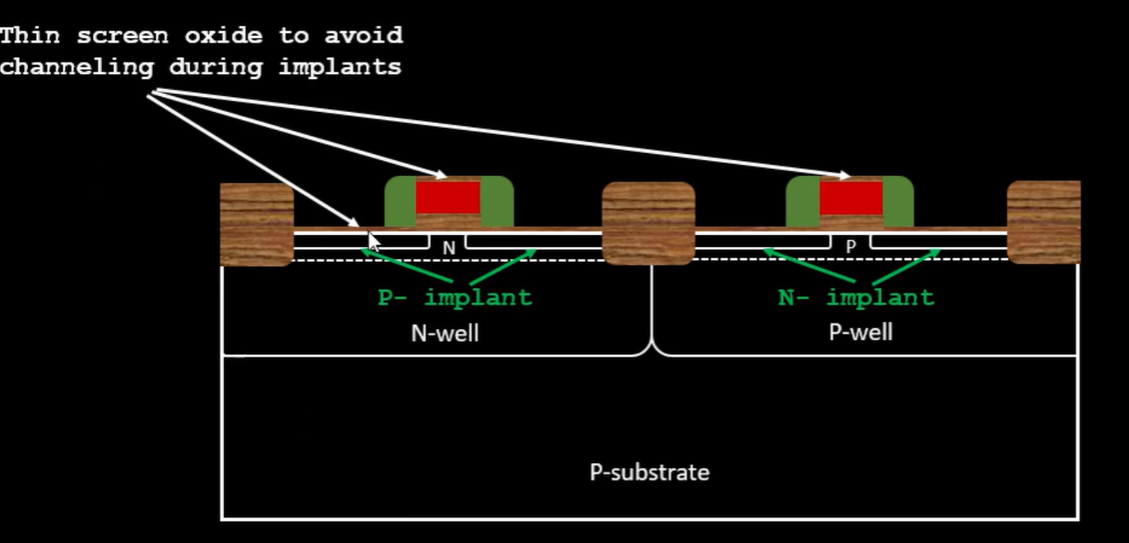 Thin screen oxide to avoid
channeling during implants
N
P
P- implant
N- implant
N-well
P-well
P-substrate